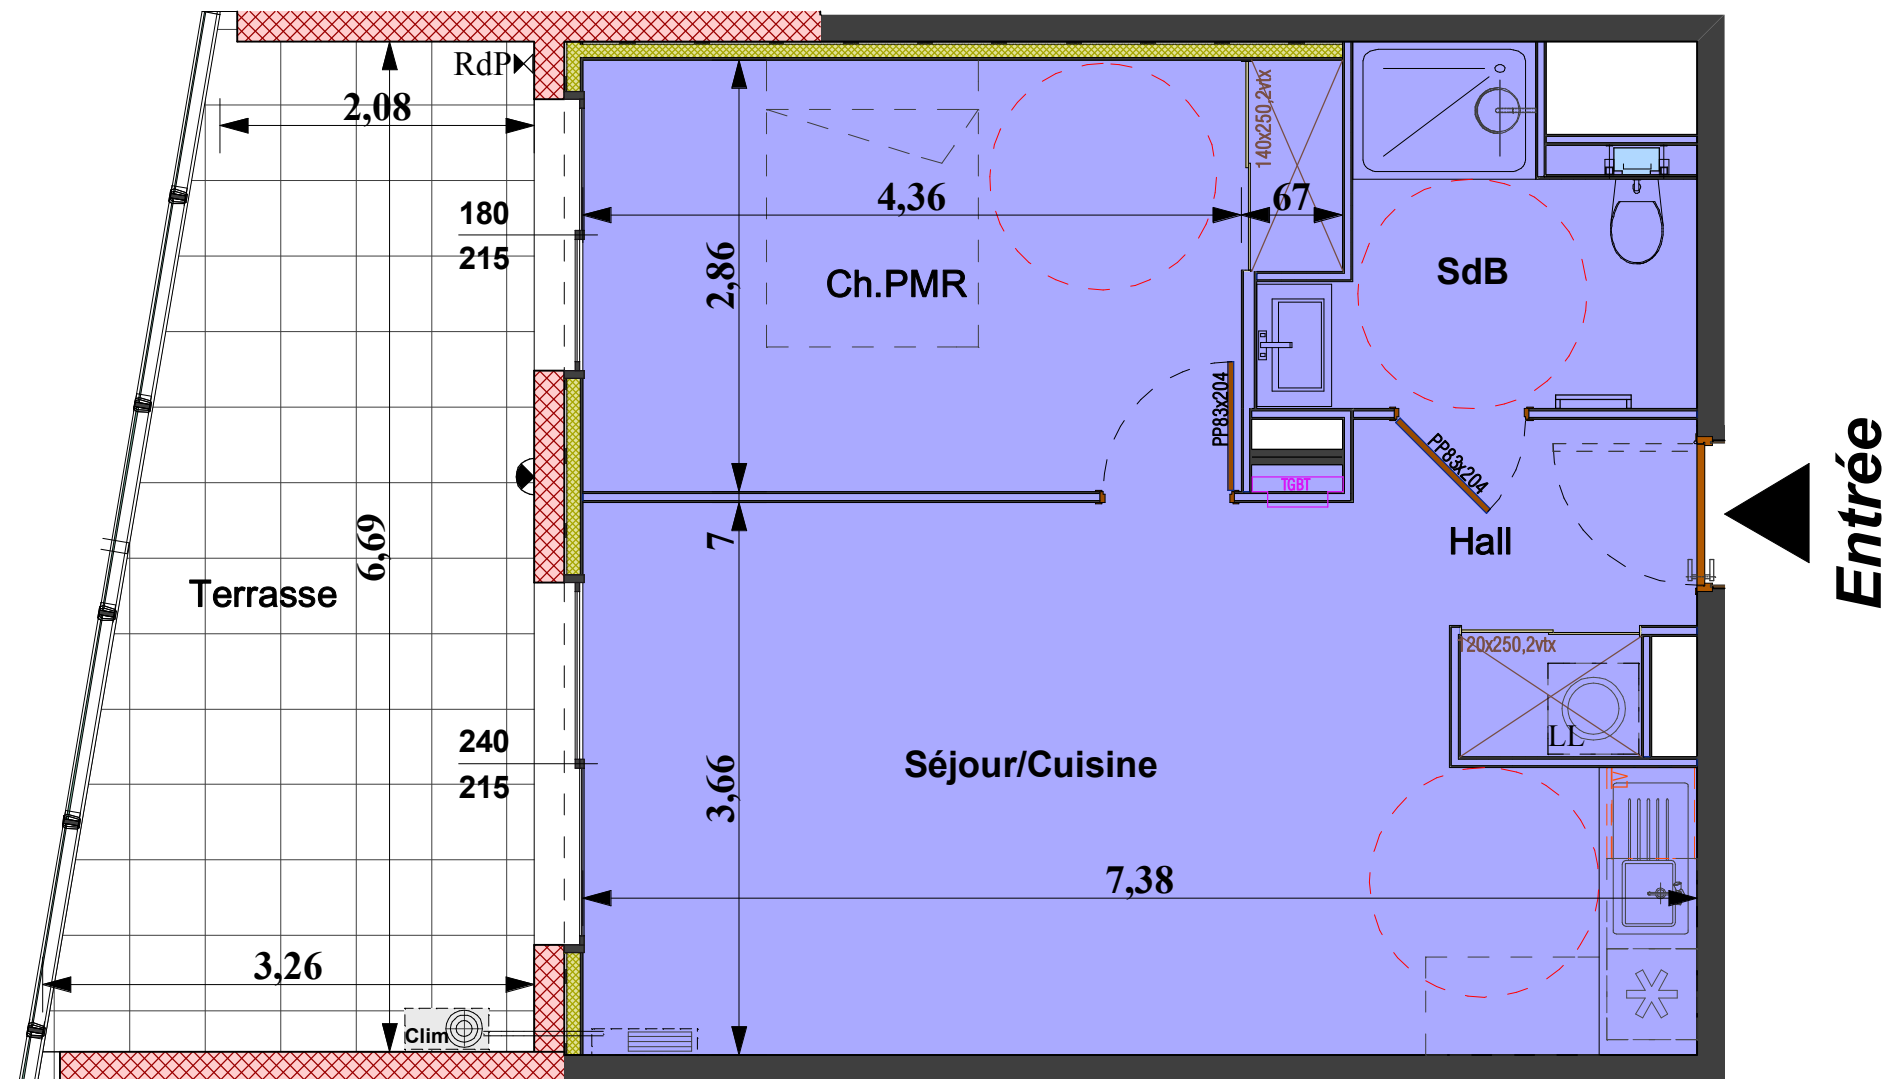 RdP
2,08
140x250,2vtx
180
215
4,36
67
2,86
Ch.PMR
SdB
PP83x204
PP83x204
TGBT
Entrée
6,69
7
Hall
Terrasse
120x250,2vtx
LL
240
215
3,66
Séjour/Cuisine
LV
7,38
3,26
Clim